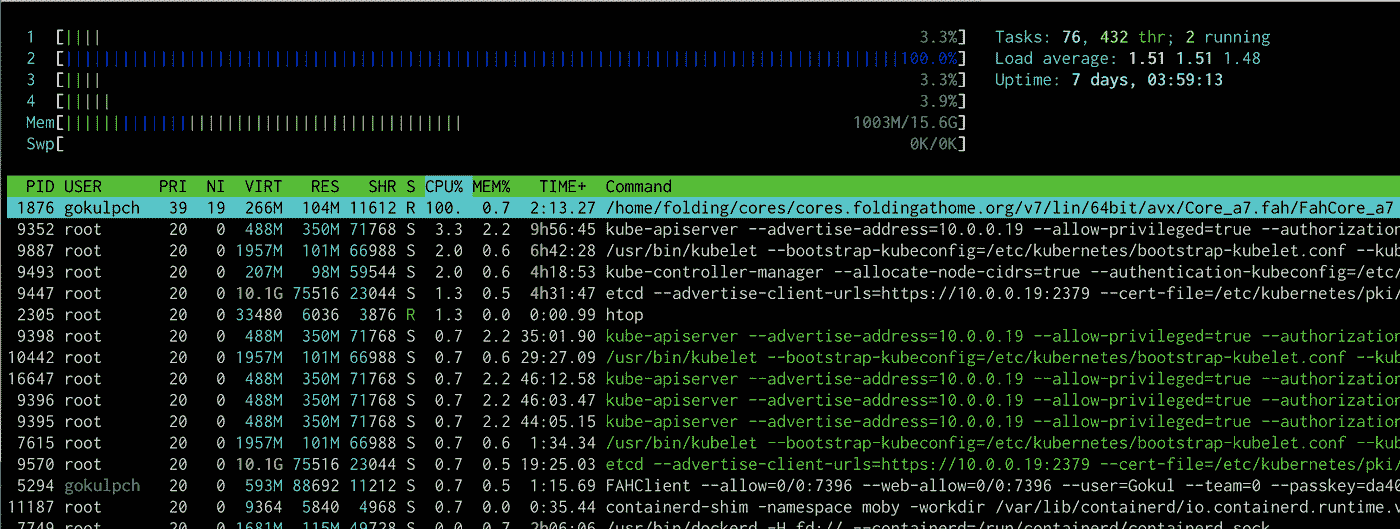 1 [|||| 3.3%] Tasks: 76, 432 thr; 2 running
2 [||||||||||||||||||||||||||||||||||||||||||||||||||||||||||||||||||||||||||||||||||||||||||||||||||||||||100.0%] Load average: 1.51 1.51 1.48
3 [|||| 3.3%] Uptime: 7 days, 03:59:13
4 [||||| 3.9%]
Mem[||||||||||||||||||||||||||||||||||||||||||||||| 1003M/15.6G]
Swp[ 0K/0K]
PID USER PRI NI VIRT RES SHR S CPU% MEM% TIME+ Command
1876 gokulpch 39 19 266M 104M 11612 R 100. 0.7 2:13.27 /home/folding/cores/cores.foldingathome.org/v7/lin/64bit/avx/Core_a7.fah/FahCore_a7
9352 root 20 0 488M 350M 71768 S 3.3 2.2 9h56:45 kube-apiserver --advertise-address=10.0.0.19 --allow-privileged=true --authorization
9887 root 20 0 1957M 101M 66988 S 2.0 0.6 6h42:28 /usr/bin/kubelet --bootstrap-kubeconfig=/etc/kubernetes/bootstrap-kubelet.conf --kub
9493 root 20 0 207M 98M 59544 S 2.0 0.6 4h18:53 kube-controller-manager --allocate-node-cidrs=true --authentication-kubeconfig=/etc/
9447 root 20 0 10.1G 75516 23044 S 1.3 0.5 4h31:47 etcd --advertise-client-urls=https://10.0.0.19:2379 --cert-file=/etc/kubernetes/pki/
2305 root 20 0 33480 6036 3876 R 1.3 0.0 0:00.99 htop
9398 root 20 0 488M 350M 71768 S 0.7 2.2 35:01.90 kube-apiserver --advertise-address=10.0.0.19 --allow-privileged=true --authorization
10442 root 20 0 1957M 101M 66988 S 0.7 0.6 29:27.09 /usr/bin/kubelet --bootstrap-kubeconfig=/etc/kubernetes/bootstrap-kubelet.conf --kub
16647 root 20 0 488M 350M 71768 S 0.7 2.2 46:12.58 kube-apiserver --advertise-address=10.0.0.19 --allow-privileged=true --authorization
9396 root 20 0 488M 350M 71768 S 0.7 2.2 46:03.47 kube-apiserver --advertise-address=10.0.0.19 --allow-privileged=true --authorization
9395 root 20 0 488M 350M 71768 S 0.7 2.2 44:05.15 kube-apiserver --advertise-address=10.0.0.19 --allow-privileged=true --authorization
7615 root 20 0 1957M 101M 66988 S 0.7 0.6 1:34.34 /usr/bin/kubelet --bootstrap-kubeconfig=/etc/kubernetes/bootstrap-kubelet.conf --kub
9570 root 20 0 10.1G 75516 23044 S 0.7 0.5 19:25.03 etcd --advertise-client-urls=https://10.0.0.19:2379 --cert-file=/etc/kubernetes/pki/
5294 gokulpch 20 0 593M 88692 11212 S 0.7 0.5 1:15.69 FAHClient --allow=0/0:7396 --web-allow=0/0:7396 --user=Gokul --team=0 --passkey=da40
11187 root 20 0 9364 5840 4968 S 0.7 0.0 0:35.44 containerd-shim -namespace moby -workdir /var/lib/containerd/io.containerd.runtime.
7749 root 20 0 1681M 115M 49728 S 0.0 0.7 2h06:06 /usr/bin/dockerd -H fd:// --containerd=/run/containerd/containerd.sock